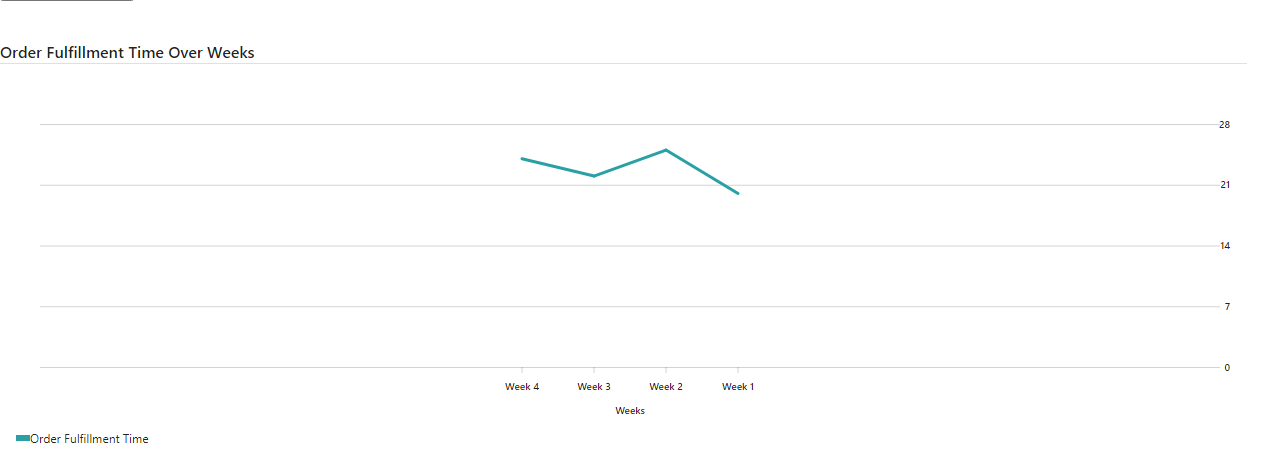 Order Fulfillment Time Over Weeks
28
21
14
7
0
Week 4 Week 3 Week 2 Week 1
Weeks
Order Fulfillment Time